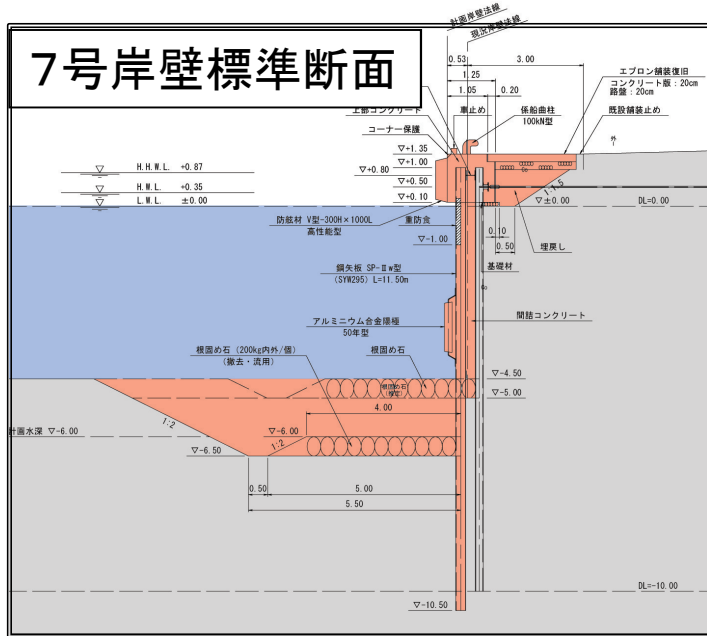 7号岸壁標準断面
計画岸壁法線
現況岸壁法線
0.53
3.00
1.25
1.05
0.20
エプロン舗装復旧
コンクリート版：20cm
路盤：20cm
上部コンクリート
車止め
係船曲柱
100kN型
既設舗装止め
コーナー保護
外
▽+1.35
▽+1.00
▽+0.80
▽+0.50
▽+0.10
H.H.W.L. +0.87
H.W.L. +0.35
L.W.L. ±0.00
1:1.5
▽±0.00
DL=0.00
防舷材 V型-300H×1000L
高性能型
重防食
0.10
0.50
埋戻し
▽-1.00
基礎材
鋼矢板 SP-Ⅱw型
(SYW295) L=11.50m
アルミニウム合金陽極
50年型
間詰コンクリート
根固め石 (200kg内外/個)
(撤去・流用)
根固め石
▽-4.50
根固め石
▽-5.00
4.00
1:2
計画水深 ▽-6.00
▽-6.00
1:2
▽-6.50
0.50
5.00
5.50
DL=-10.00
▽-10.50